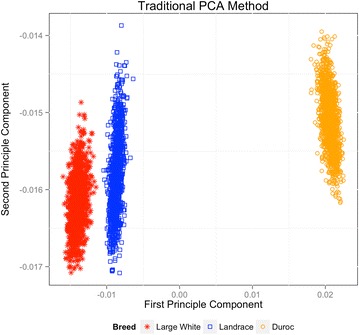 Traditional PCA Method
Second Principle Component
-0.014
-0.015
-0.016
-0.017
-0.01 0.00 0.01 0.02
First Principle Component
Breed Large White Landrace Duroc